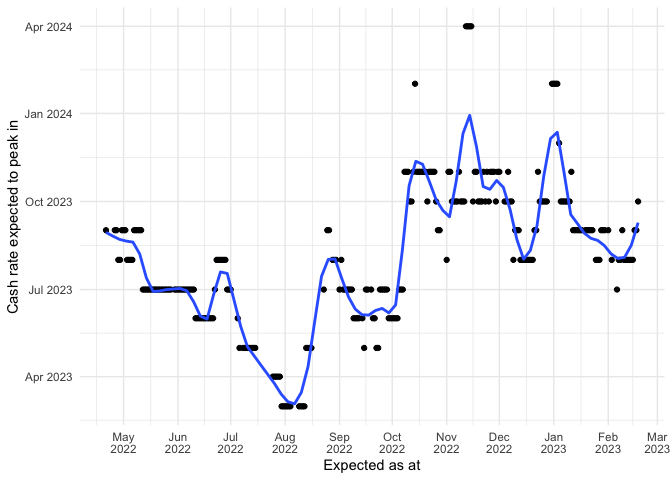 Apr 2024
Jan 2024
Oct 2023
Jul 2023
Apr 2023
Cash rate expected to peak in
May Jun Jul Aug Sep Oct Nov Dec Jan Feb Mar
2022 2022 2022 2022 2022 2022 2022 2022 2023 2023 2023
Expected as at